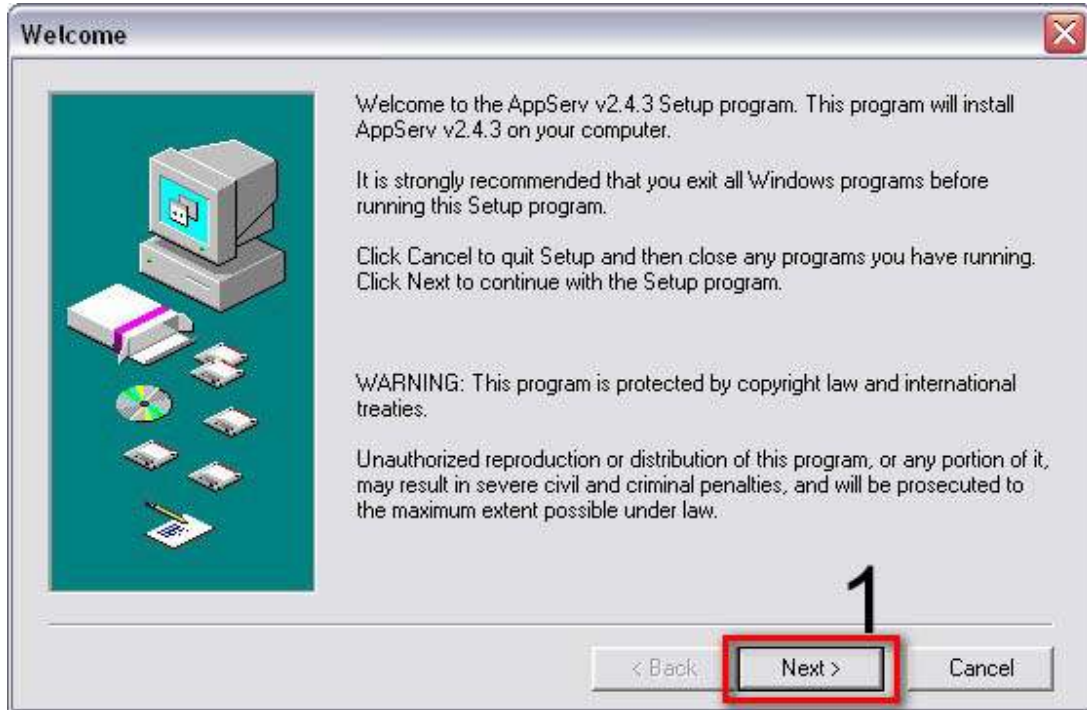 Welcome
Welcome to the AppServ v2.4.3 Setup program. This program will install
AppServ v2.4.3 on your computer.
It is strongly recommended that you exit all Windows programs before
running this Setup program.
Click Cancel to quit Setup and then close any programs you have running.
Click Next to continue with the Setup program.
WARNING: This program is protected by copyright law and international
treaties.
Unauthorized reproduction or distribution of this program, or any portion of it,
may result in severe civil and criminal penalties, and will be prosecuted to
the maximum extent possible under law.
1
< Back Next > Cancel